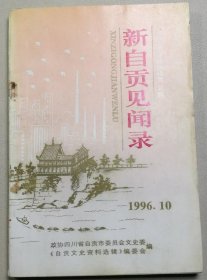 新自贡见闻录
XINZIGONGJIANWENLU
1996.10
政协四川省自贡市委员会文史委
《自贡文史资料选辑》编委会
编